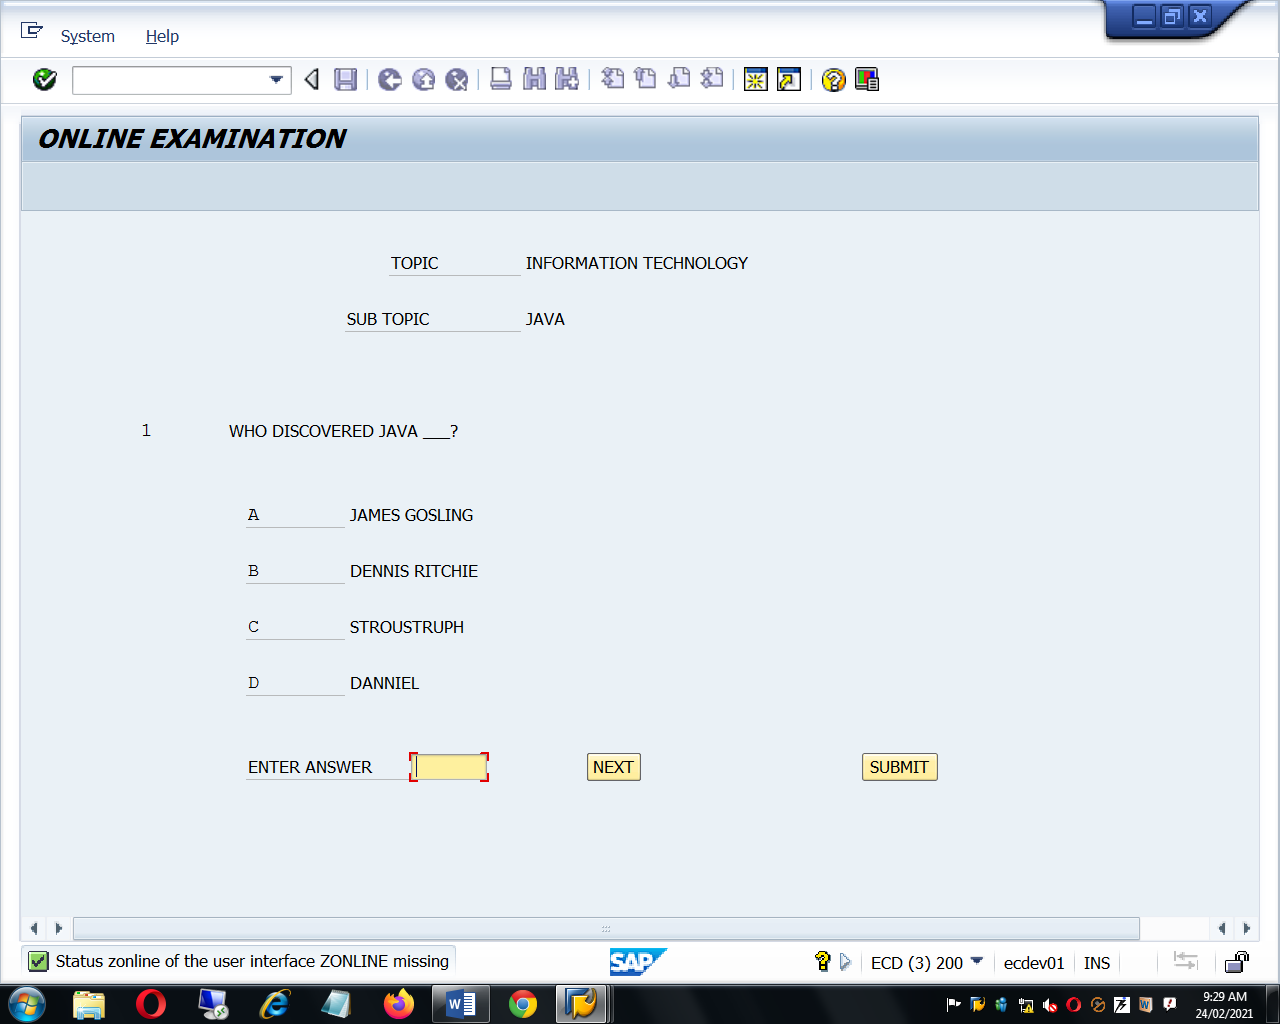 System Help
ONLINE EXAMINATION
TOPIC INFORMATION TECHNOLOGY
SUB TOPIC JAVA
1 WHO DISCOVERED JAVA ___?
A JAMES GOSLING
B DENNIS RITCHIE
C STROUSTRUPH
D DANNIEL
ENTER ANSWER NEXT SUBMIT
Status zonline of the user interface ZONLINE missing SAP ECD (3) 200 ecdev01 INS
9:29 AM
24/02/2021